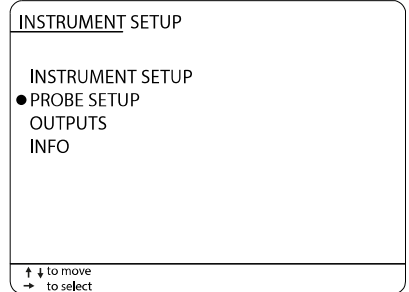 INSTRUMENT SETUP
INSTRUMENT SETUP
● PROBE SETUP
OUTPUTS
INFO
↑ ↓ to move
→ to select